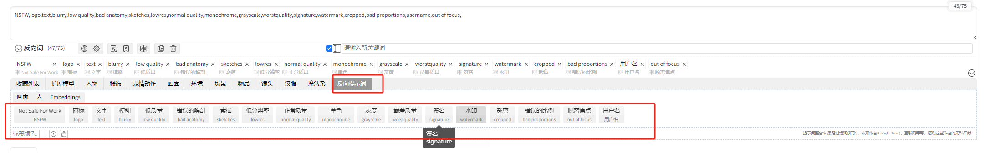 43/75
NSFW,logo,text,blurry,low quality,bad anatomy,sketches,lowres,normal quality,monochrome,grayscale,worstquality,signature,watermark,cropped,bad proportions,username,out of focus,
反向词 (47/75) 请输入新关键词
NSFW × logo × text × blurry × low quality × bad anatomy × sketches × lowres × normal quality × monochrome × grayscale × worstquality × signature × watermark × cropped × bad proportions × 用户名 × out of focus ×
Not Safe For Work 商标 文字 模糊 低质量 错误的解剖 素描 低分辨率 正常质量 单色 灰度 最差质量 签名 水印 裁剪 错误的比例 用户名 脱离焦点
收藏列表 扩展模型 人物 服饰 表情动作 画面 环境 场景 物品 镜头 汉服 魔法系 反向提示词
画面 人 Embeddings
Not Safe For Work 商标 文字 模糊 低质量 错误的解剖 素描 低分辨率 正常质量 单色 灰度 最差质量 签名 水印 裁剪 错误的比例 脱离焦点 用户名
NSFW logo text blurry low quality bad anatomy sketches lowres normal quality monochrome grayscale worstquality signature watermark cropped bad proportions out of focus 用户名
标签颜色: 提示词整合来源 路过银河(知乎)、未知作者(Google Drive)、互联网等等，感谢这些作者的无私奉献!
签名
signature